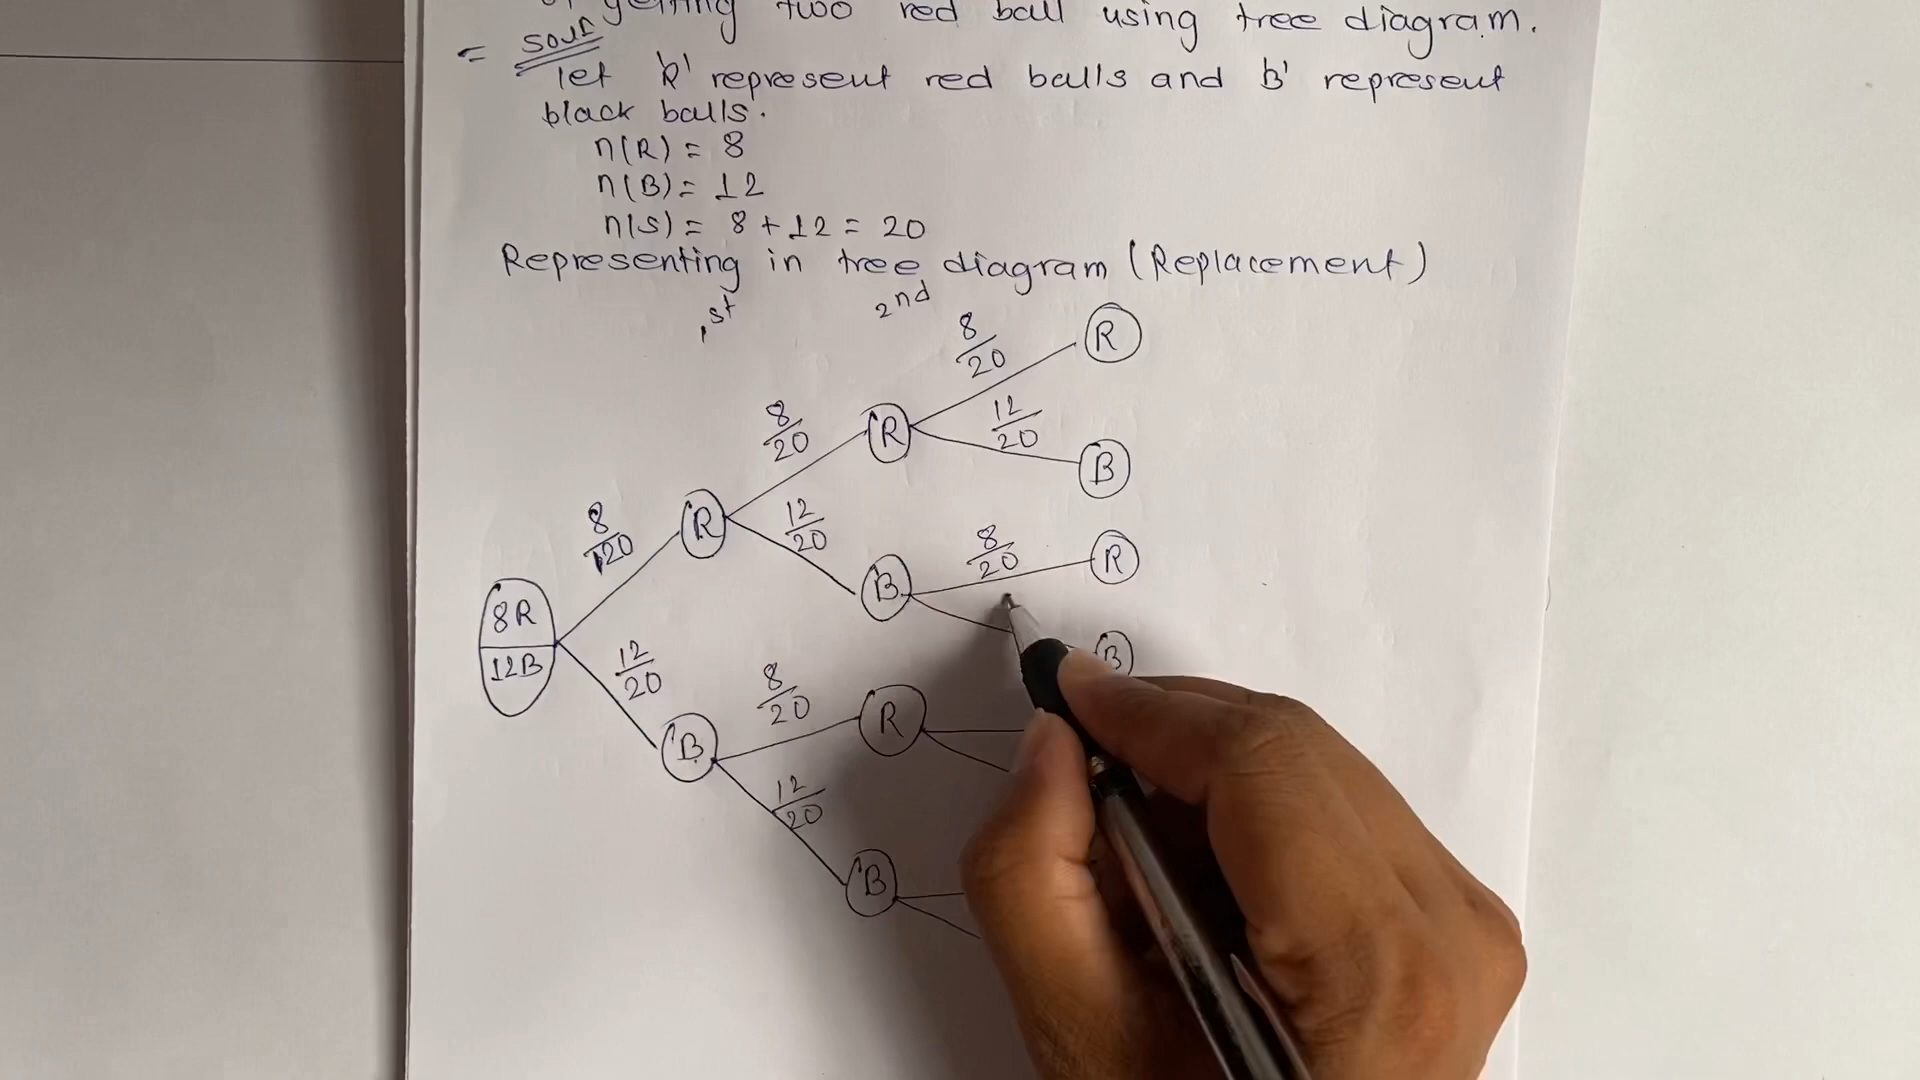 of getting two red ball using tree diagram.
= soln
let R' represent red balls and B' represent
black balls.
n(R) = 8
n(B) = 12
n(S) = 8 + 12 = 20
Representing in tree diagram (Replacement)
1st 2nd
8/20 R
12/20 B
8/20 R
8/20 R
12/20 B
8/20 R
B
8R
12B
12/20 B
8/20 R
12/20 B